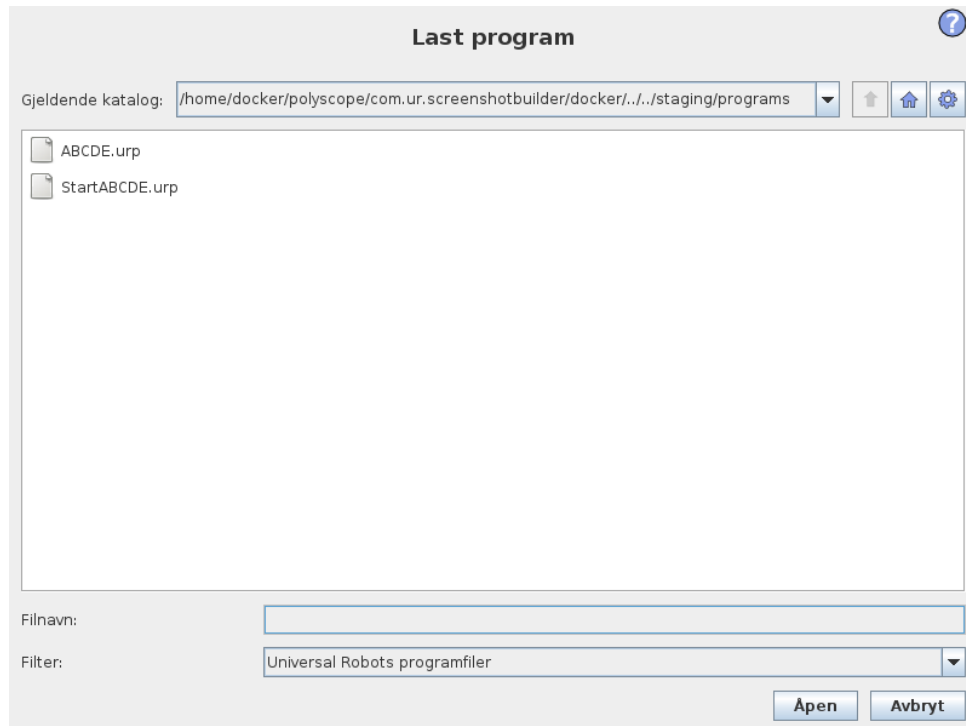 ?
Last program
Gjeldende katalog: /home/docker/polyscope/com.ur.screenshotbuilder/docker/../../staging/programs
ABCDE.urp
StartABCDE.urp
Filnavn:
Filter: Universal Robots programfiler
Åpen Avbryt